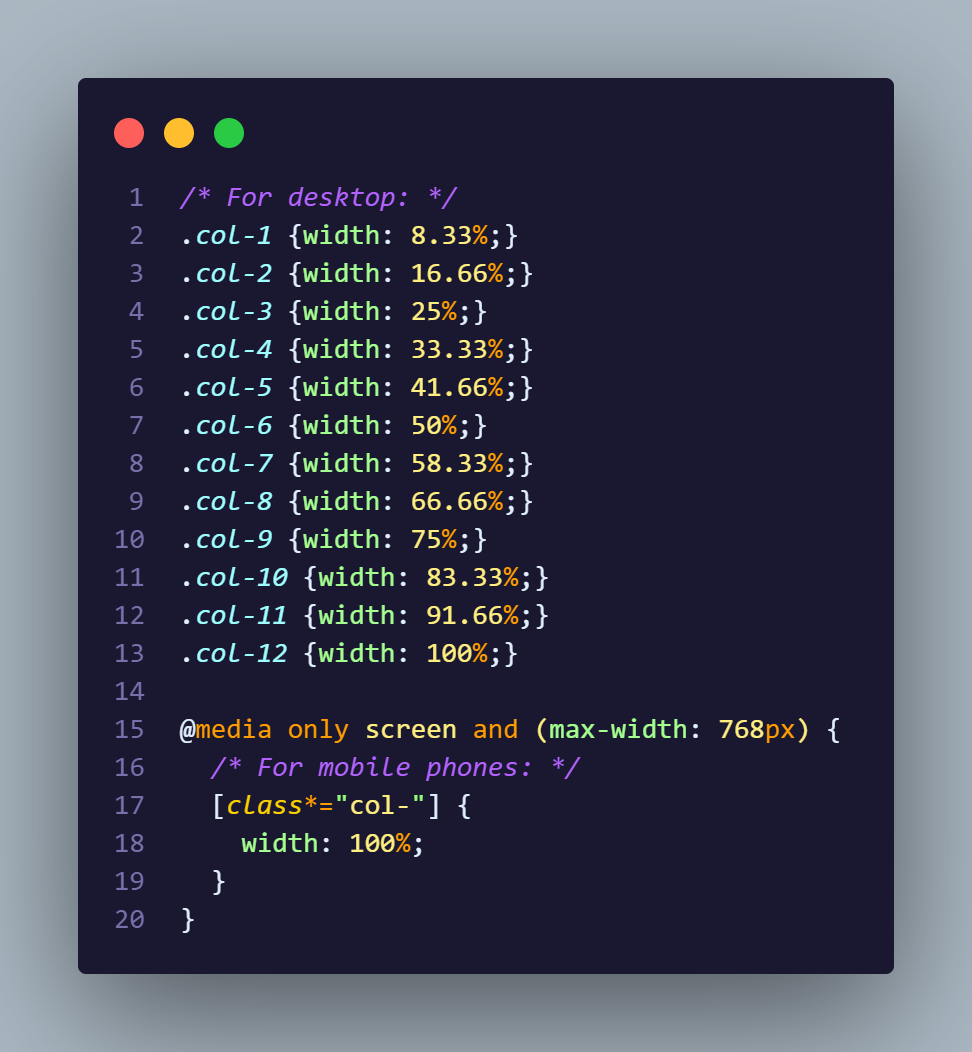 1 /* For desktop: */
2 .col-1 {width: 8.33%;}
3 .col-2 {width: 16.66%;}
4 .col-3 {width: 25%;}
5 .col-4 {width: 33.33%;}
6 .col-5 {width: 41.66%;}
7 .col-6 {width: 50%;}
8 .col-7 {width: 58.33%;}
9 .col-8 {width: 66.66%;}
10 .col-9 {width: 75%;}
11 .col-10 {width: 83.33%;}
12 .col-11 {width: 91.66%;}
13 .col-12 {width: 100%;}
14
15 @media only screen and (max-width: 768px) {
16   /* For mobile phones: */
17   [class*="col-"] {
18     width: 100%;
19   }
20 }